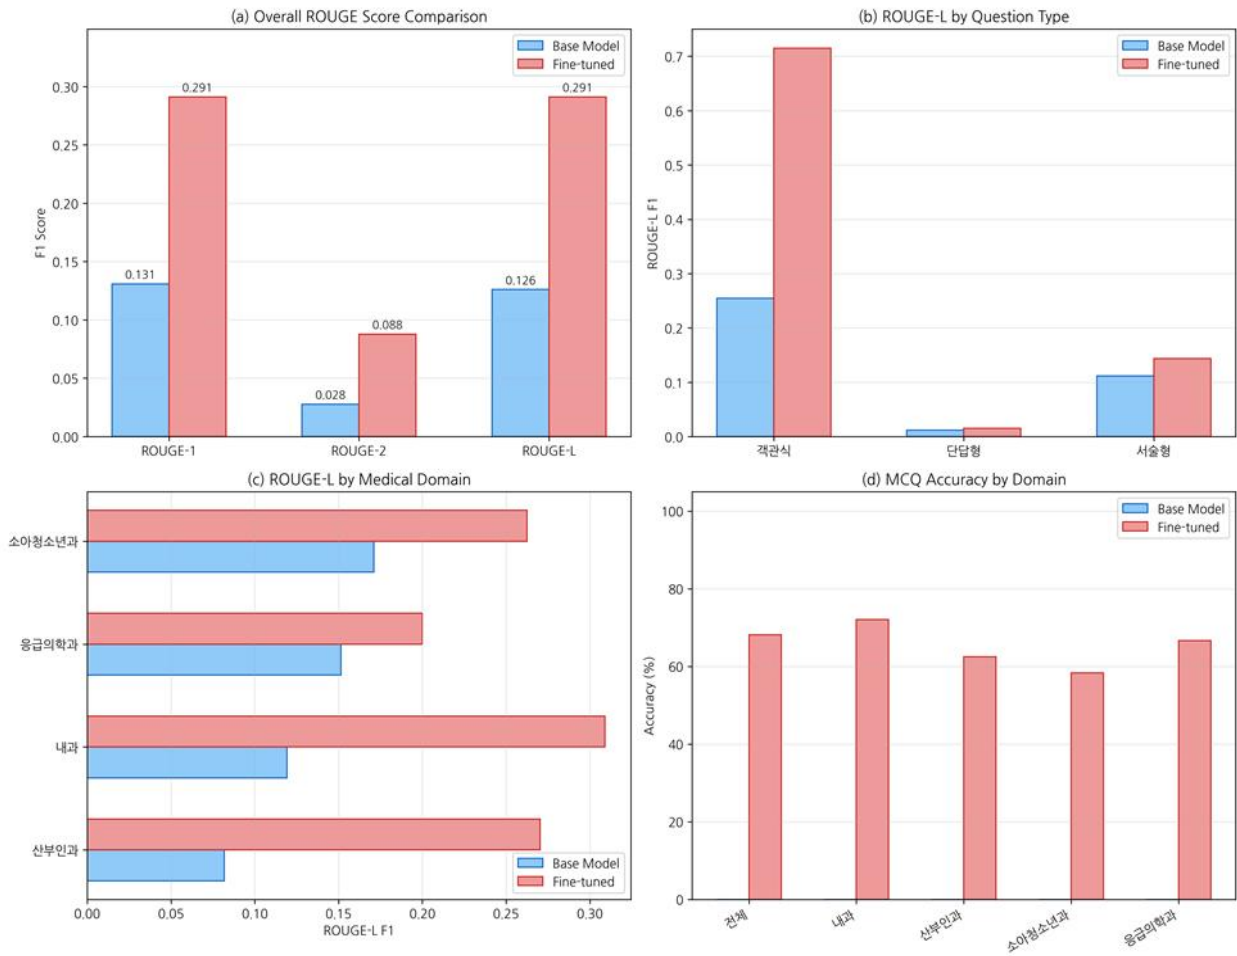 (a) Overall ROUGE Score Comparison
Base Model
Fine-tuned
F1 Score
0.30
0.25
0.20
0.15
0.10
0.05
0.00
0.131
0.291
0.028
0.088
0.126
0.291
ROUGE-1
ROUGE-2
ROUGE-L
(b) ROUGE-L by Question Type
Base Model
Fine-tuned
ROUGE-L F1
0.7
0.6
0.5
0.4
0.3
0.2
0.1
0.0
객관식
단답형
서술형
(c) ROUGE-L by Medical Domain
소아청소년과
응급의학과
내과
산부인과
Base Model
Fine-tuned
0.00
0.05
0.10
0.15
0.20
0.25
0.30
ROUGE-L F1
(d) MCQ Accuracy by Domain
Base Model
Fine-tuned
Accuracy (%)
100
80
60
40
20
0
전체
내과
산부인과
소아청소년과
응급의학과